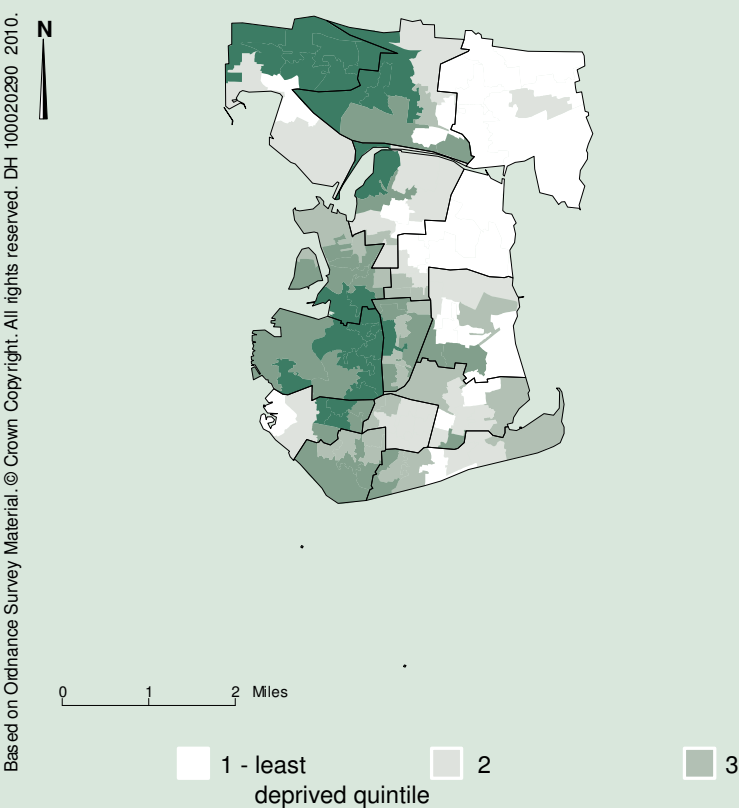 Based on Ordnance Survey Material. © Crown Copyright. All rights reserved. DH 100020290 2010.
N
0 1 2 Miles
1 - least
deprived quintile
2
3